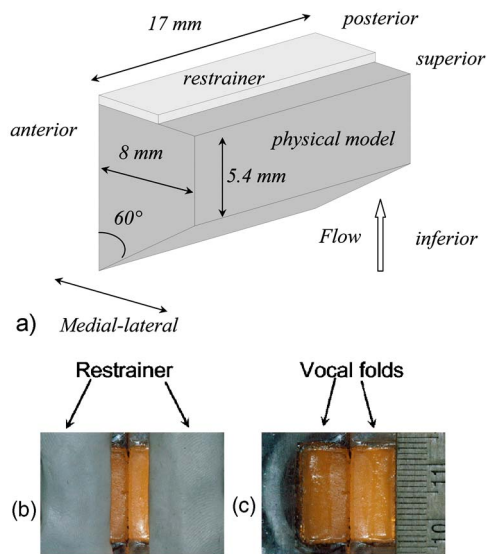 17 mm
posterior
superior
restrainer
anterior
physical model
8 mm
5.4 mm
60°
Flow
inferior
a)
Medial-lateral
Restrainer
Vocal folds
(b)
(c)
11
10